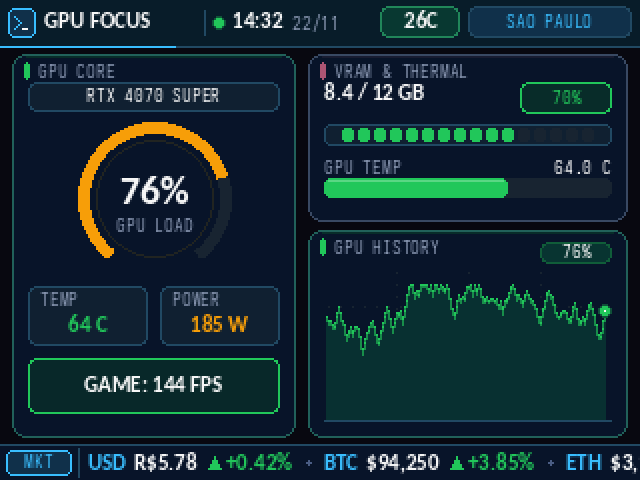 GPU FOCUS
14:32 22/11
26C
SAO PAULO
GPU CORE
RTX 4070 SUPER
76%
GPU LOAD
TEMP
64 C
POWER
185 W
GAME: 144 FPS
VRAM & THERMAL
8.4 / 12 GB
70%
GPU TEMP
64.0 C
GPU HISTORY
76%
MKT
USD R$5.78 ▲+0.42% • BTC $94,250 ▲+3.85% • ETH $3,